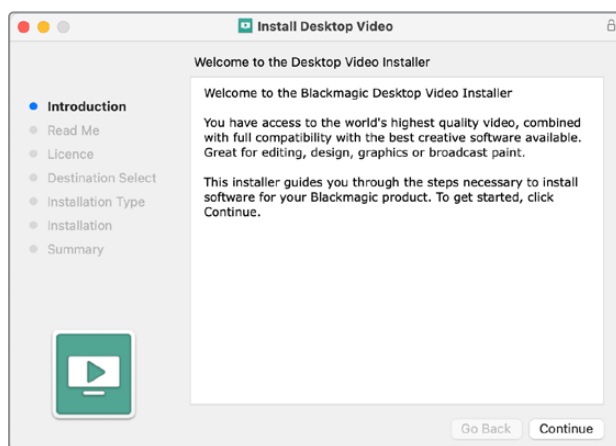 Install Desktop Video
Welcome to the Desktop Video Installer
Introduction
Read Me
Licence
Destination Select
Installation Type
Installation
Summary
Welcome to the Blackmagic Desktop Video Installer
You have access to the world's highest quality video, combined
with full compatibility with the best creative software available.
Great for editing, design, graphics or broadcast paint.
This installer guides you through the steps necessary to install
software for your Blackmagic product. To get started, click
Continue.
Go Back Continue